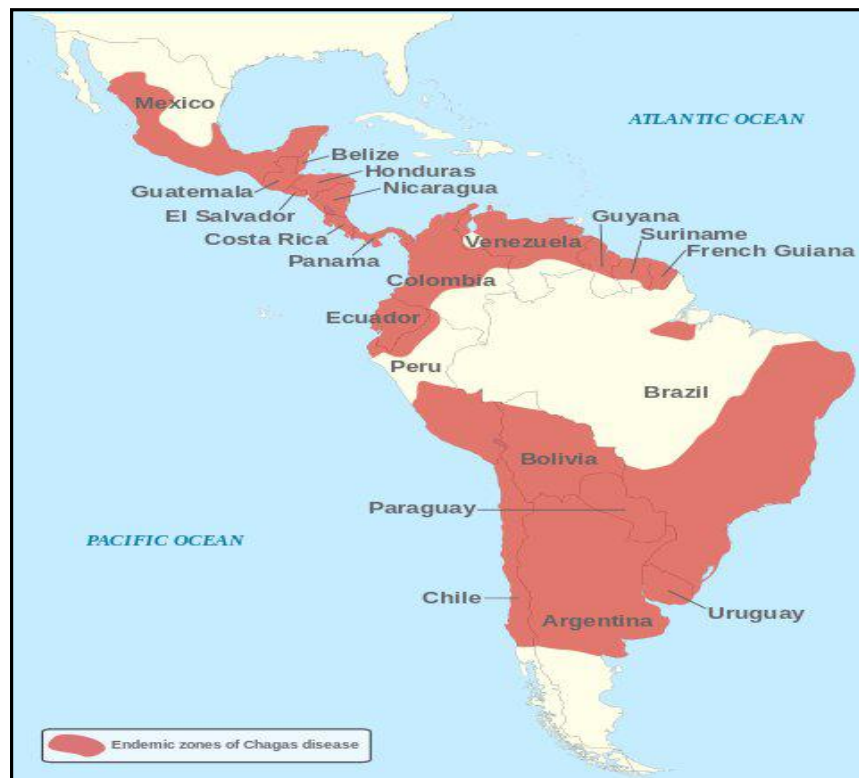 Mexico
ATLANTIC OCEAN
Belize
Honduras
Guatemala
Nicaragua
El Salvador
Costa Rica
Panama
Guyana
Suriname
Venezuela
French Guiana
Colombia
Ecuador
Peru
Brazil
Bolivia
Paraguay
PACIFIC OCEAN
Chile
Uruguay
Argentina
Endemic zones of Chagas disease